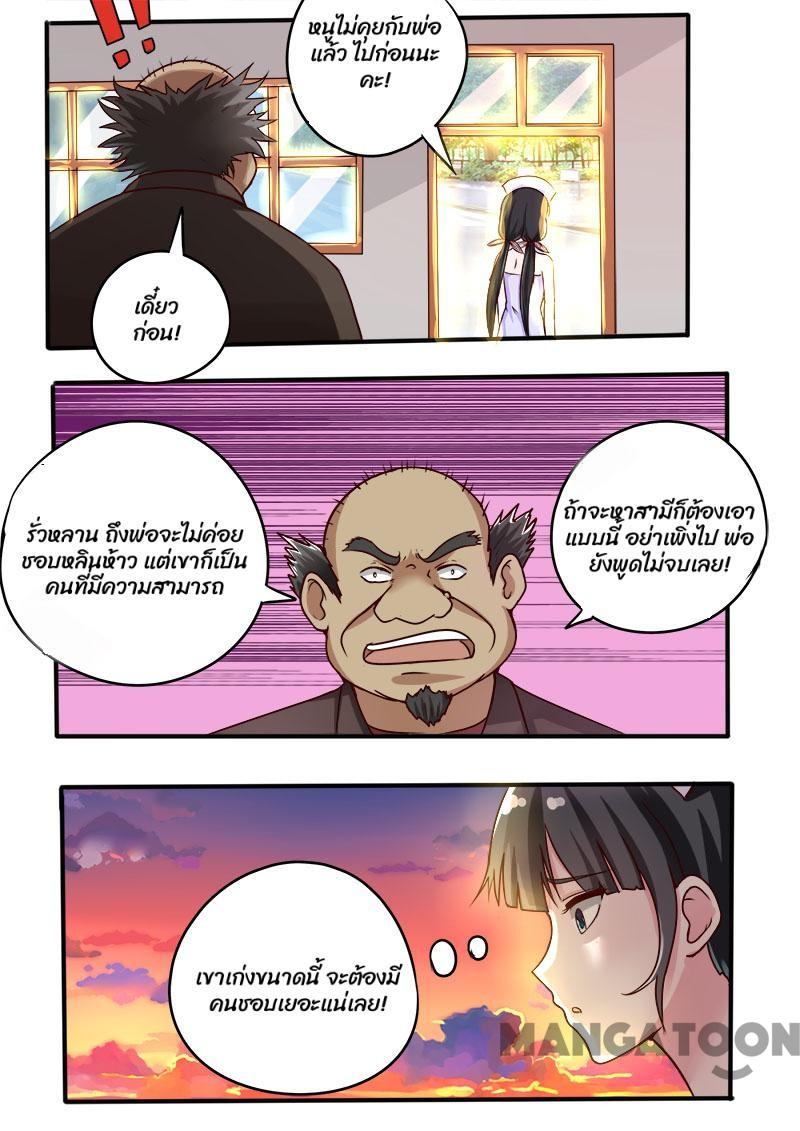 !!
หนูไม่คุยกับพ่อ
แล้ว ไปก่อนนะ
คะ!
เดี๋ยว
ก่อน!
รั่วหลาน ถึงพ่อจะไม่ค่อย
ชอบหลินห้าว แต่เขาก็เป็น
คนที่มีความสามารถ
ถ้าจะหาสามีก็ต้องเอา
แบบนี้ อย่าเพิ่งไป พ่อ
ยังพูดไม่จบเลย!
เขาเก่งขนาดนี้ จะต้องมี
คนชอบเยอะแน่เลย!
MANGATOON